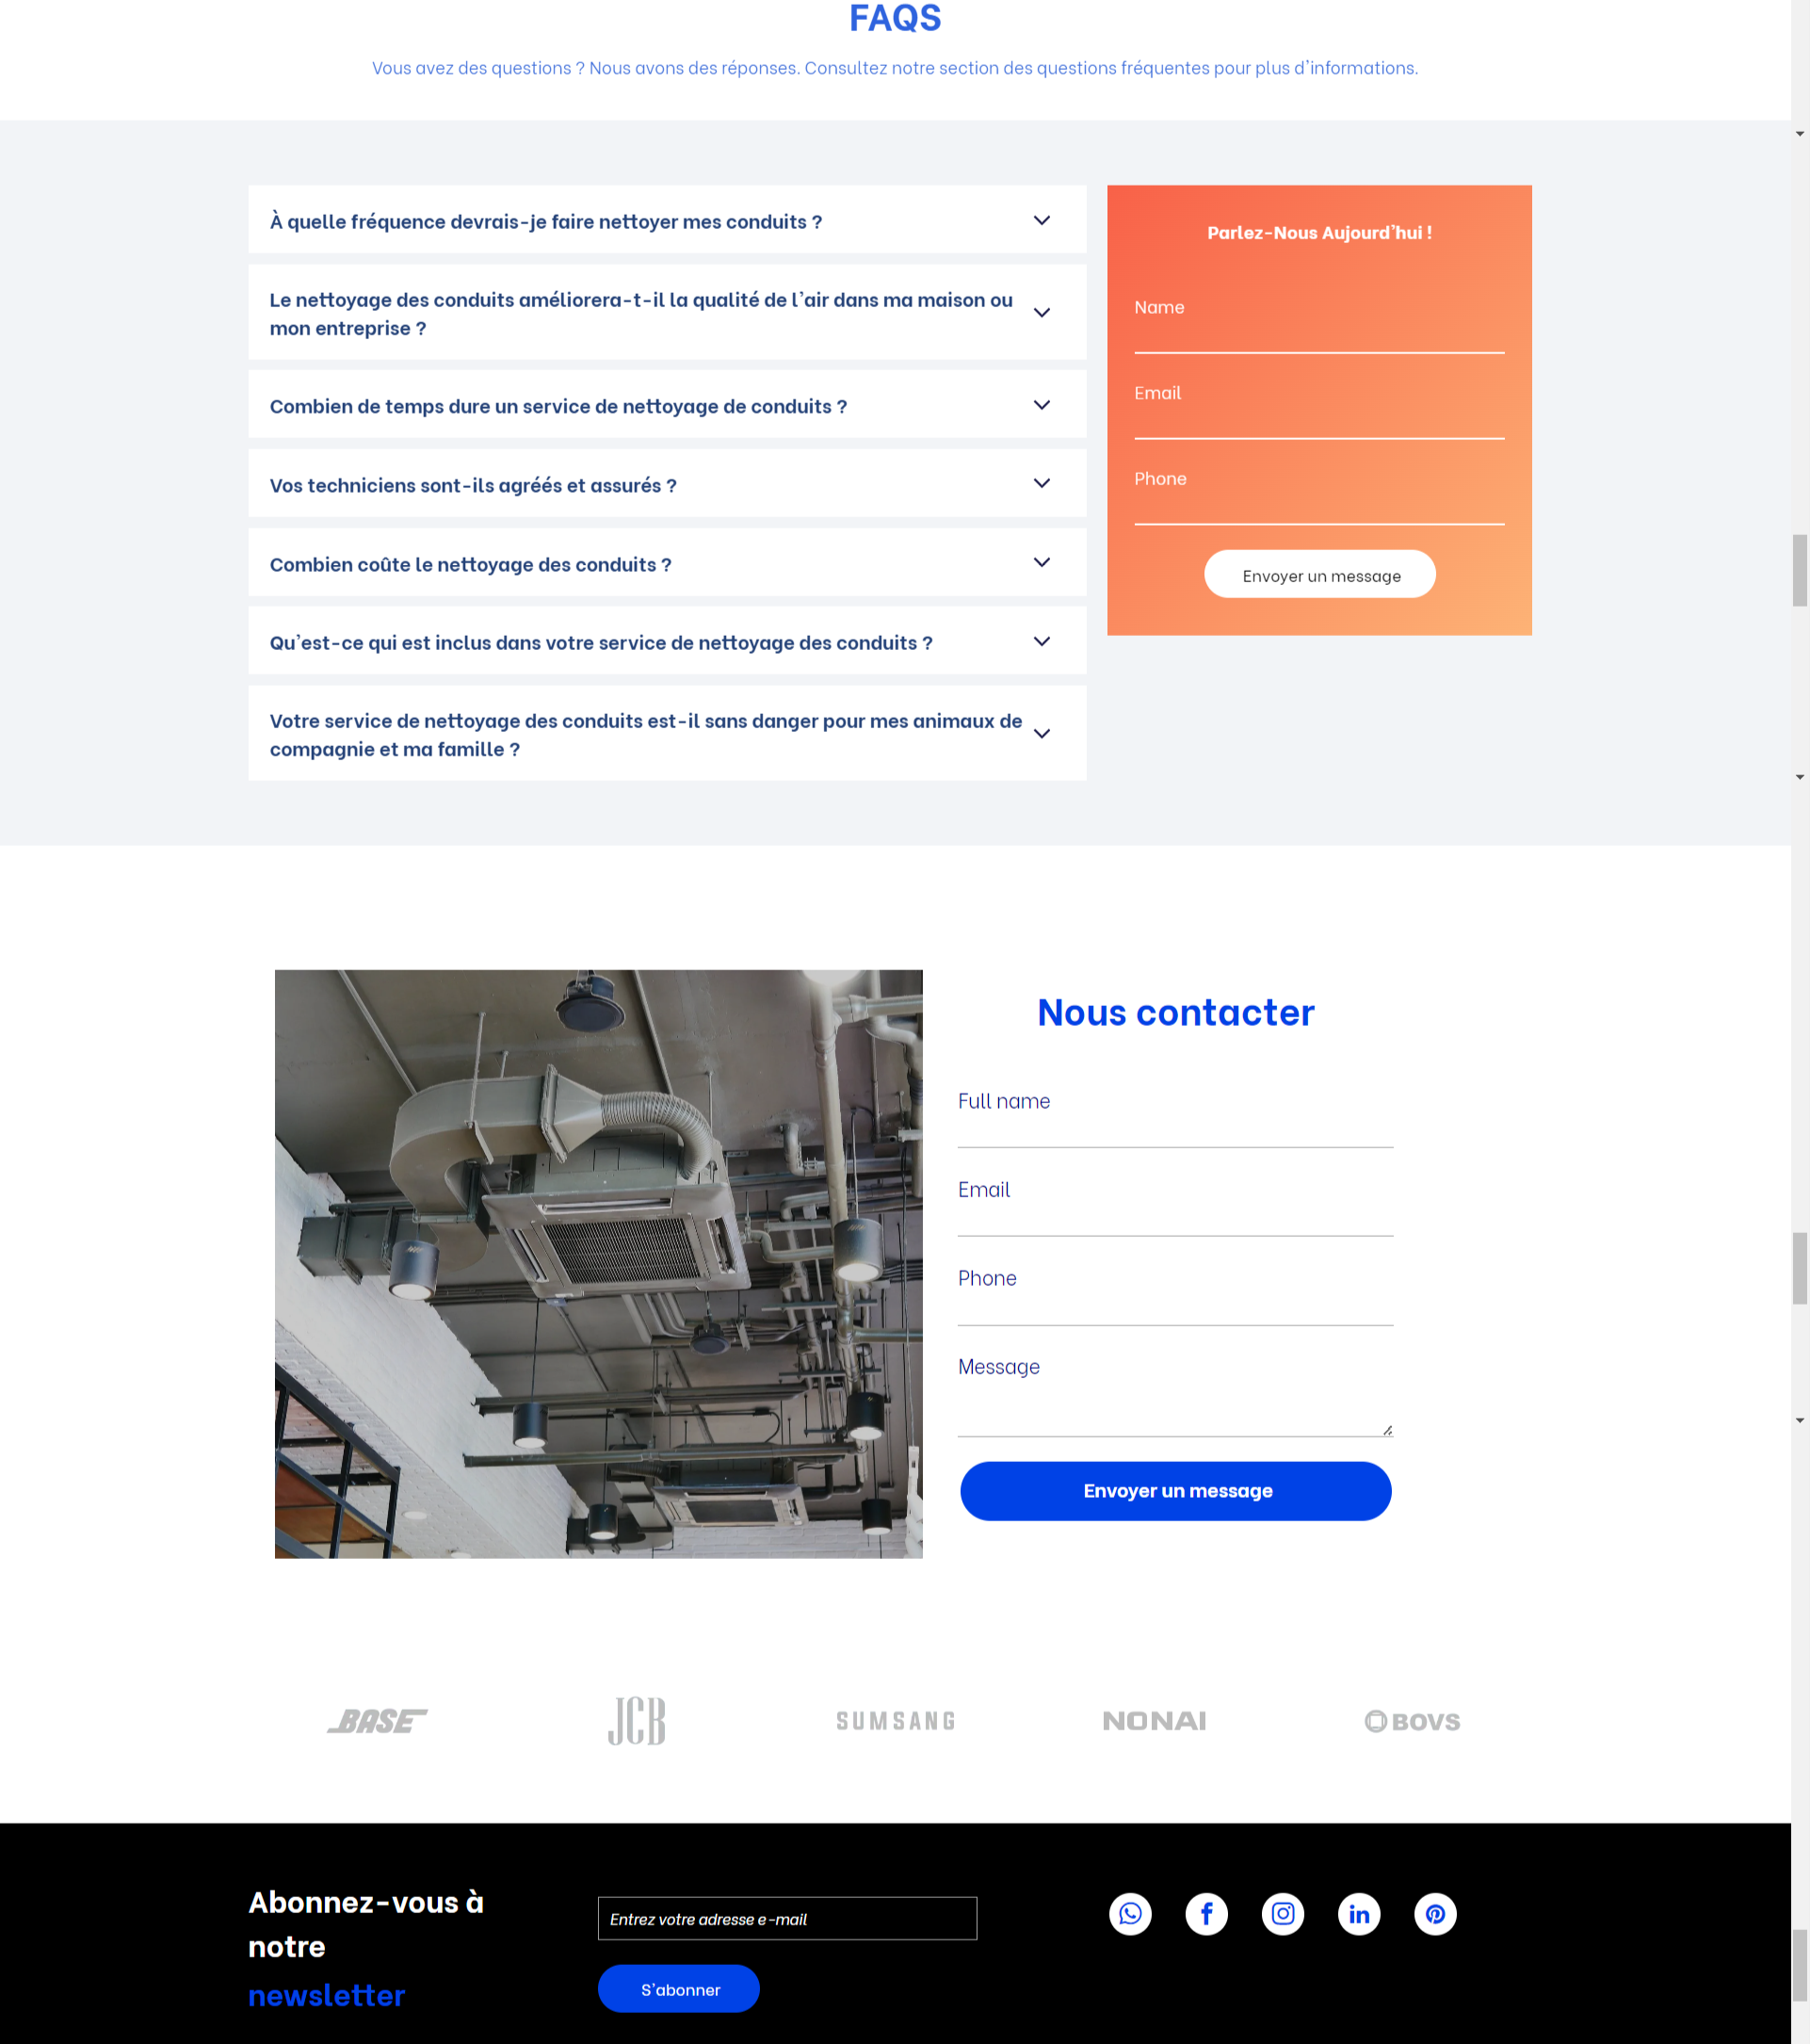 FAQS
Vous avez des questions ? Nous avons des réponses. Consultez notre section des questions fréquentes pour plus d'informations.
À quelle fréquence devrais-je faire nettoyer mes conduits ?
Le nettoyage des conduits améliorera-t-il la qualité de l'air dans ma maison ou
mon entreprise ?
Combien de temps dure un service de nettoyage de conduits ?
Vos techniciens sont-ils agréés et assurés ?
Combien coûte le nettoyage des conduits ?
Qu'est-ce qui est inclus dans votre service de nettoyage des conduits ?
Votre service de nettoyage des conduits est-il sans danger pour mes animaux de
compagnie et ma famille ?
Parlez-Nous Aujourd'hui !
Name
Email
Phone
Envoyer un message
Nous contacter
Full name
Email
Phone
Message
Envoyer un message
BASE
JCB
SUMSANG
NONAI
BOVS
Abonnez-vous à
notre
newsletter
Entrez votre adresse e-mail
S'abonner